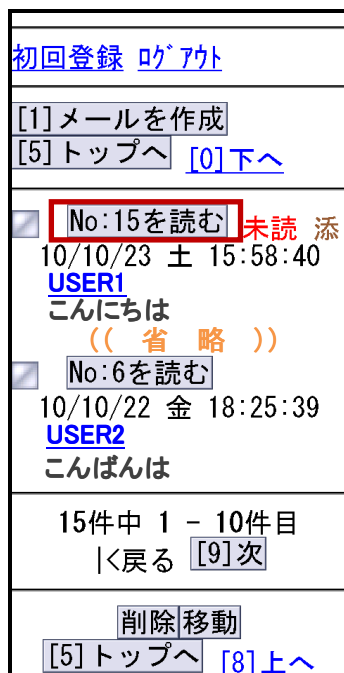 初回登録 ﾛｸﾞｱｳﾄ
[1]メールを作成
[5]トップへ [0]下へ
No:15を読む 未読 添
10/10/23 土 15:58:40
USER1
こんにちは
(( 省 略 ))
No:6を読む
10/10/22 金 18:25:39
USER2
こんばんは
15件中 1 - 10件目
|<戻る [9]次
削除 移動
[5]トップへ [8]上へ